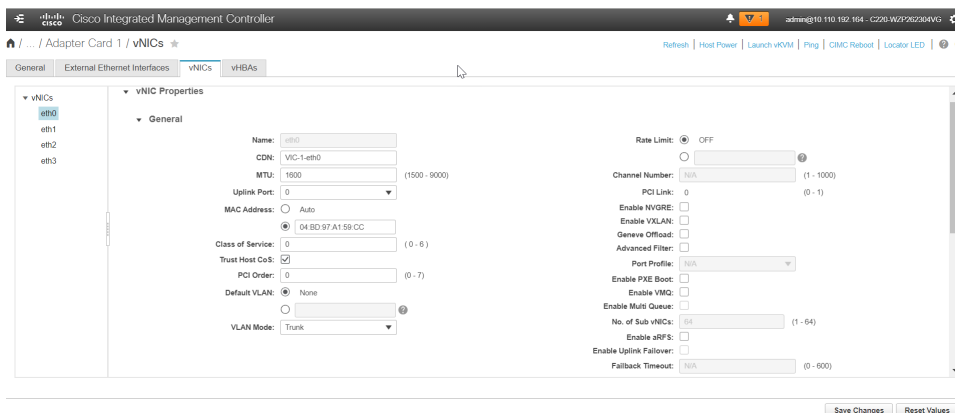 cisco Cisco Integrated Management Controller
1
admin@10.110.192.164 - C220-WZP262304VG
/ ... / Adapter Card 1 / vNICs ★
Refresh | Host Power | Launch vKVM | Ping | CIMC Reboot | Locator LED |
General External Ethernet Interfaces vNICs vHBAs
vNICs
eth0
eth1
eth2
eth3
vNIC Properties
General
Name: eth0
CDN: VIC-1-eth0
MTU: 1600 (1500 - 9000)
Uplink Port: 0
MAC Address: Auto
04:BD:97:A1:59:CC
Class of Service: 0 ( 0 - 6 )
Trust Host CoS:
PCI Order: 0 (0 - 7)
Default VLAN: None
?
VLAN Mode: Trunk
Rate Limit: OFF
?
Channel Number: N/A (1 - 1000)
PCI Link: 0 (0 - 1)
Enable NVGRE:
Enable VXLAN:
Geneve Offload:
Advanced Filter:
Port Profile: N/A
Enable PXE Boot:
Enable VMQ:
Enable Multi Queue:
No. of Sub vNICs: 64 (1 - 64)
Enable aRFS:
Enable Uplink Failover:
Failback Timeout: N/A (0 - 600)
Save Changes Reset Values